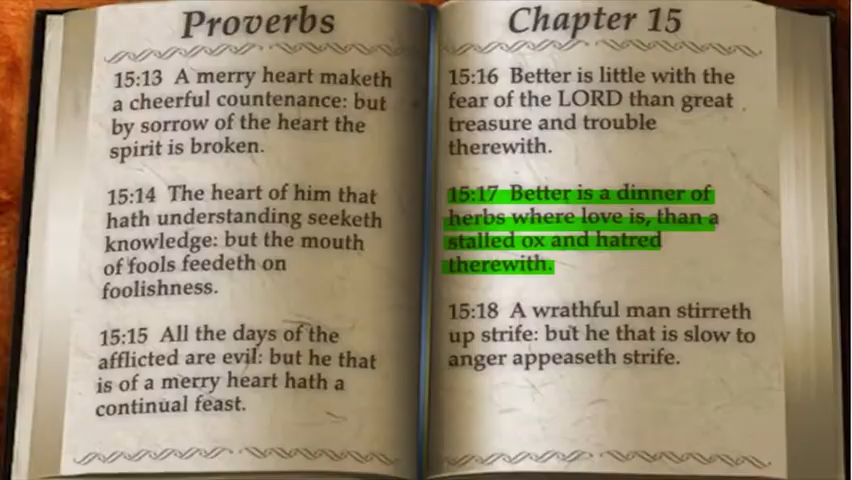 Proverbs
15:13 A merry heart maketh
a cheerful countenance: but
by sorrow of the heart the
spirit is broken.
15:14 The heart of him that
hath understanding seeketh
knowledge: but the mouth
of fools feedeth on
foolishness.
15:15 All the days of the
afflicted are evil: but he that
is of a merry heart hath a
continual feast.
Chapter 15
15:16 Better is little with the
fear of the LORD than great
treasure and trouble
therewith.
15:17 Better is a dinner of
herbs where love is, than a
stalled ox and hatred
therewith.
15:18 A wrathful man stirreth
up strife: but he that is slow to
anger appeaseth strife.